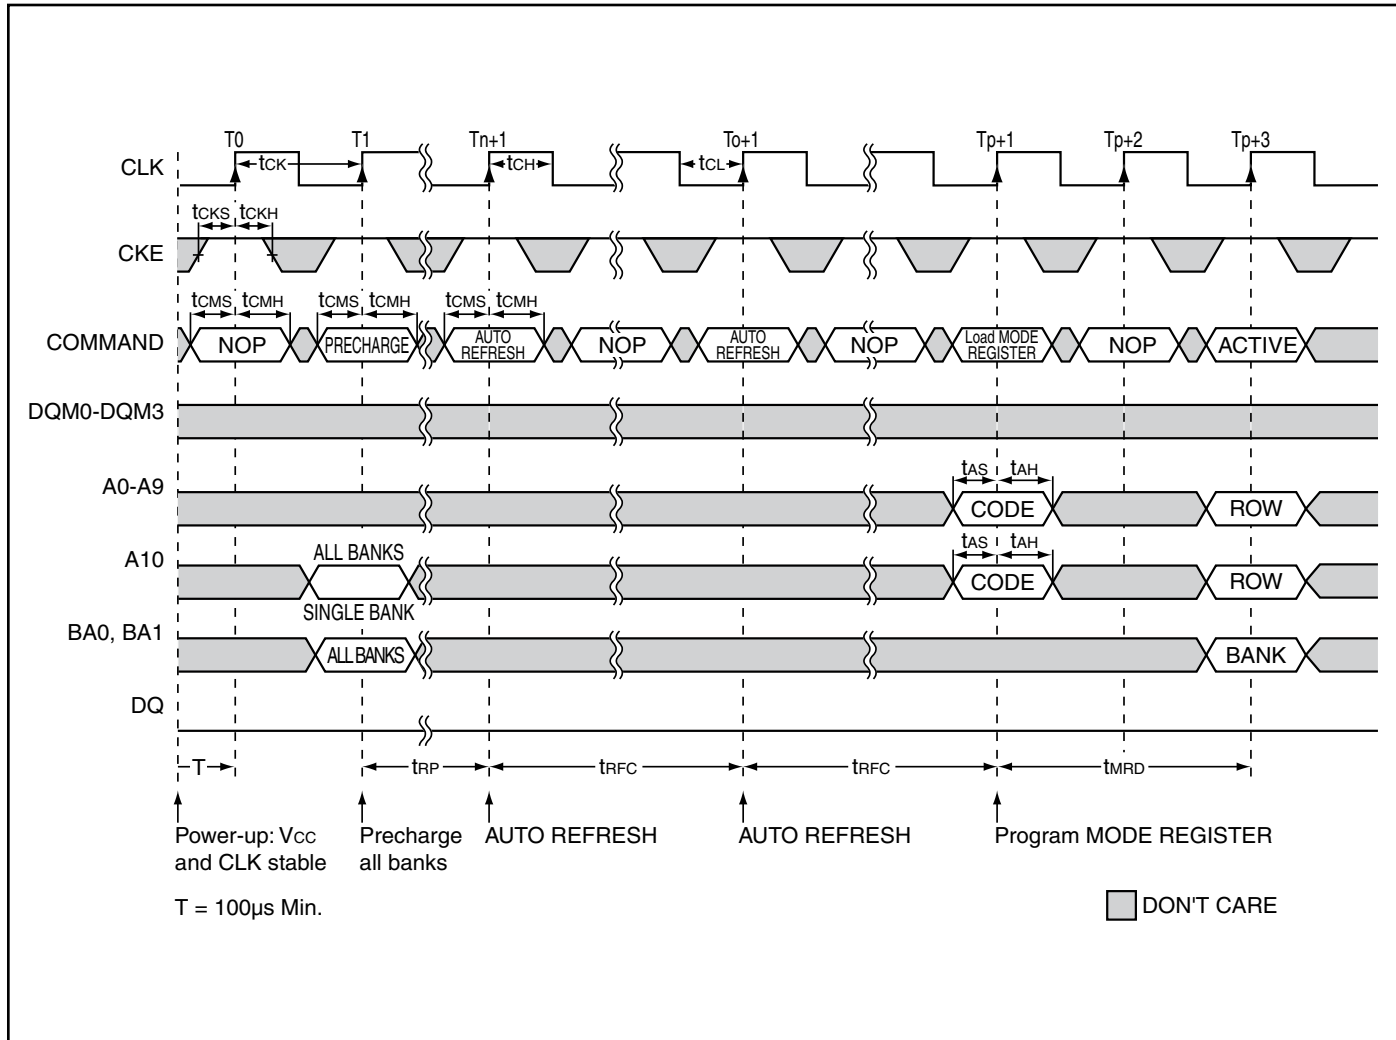 T0 T1 Tn+1 To+1 Tp+1 Tp+2 Tp+3
CLK tCK tCH tCL
tCKS tCKH
CKE
tCMS tCMH tCMS tCMH tCMS tCMH
COMMAND NOP PRECHARGE AUTO REFRESH NOP AUTO REFRESH NOP Load MODE REGISTER NOP ACTIVE
DQM0-DQM3
tAS tAH
A0-A9 CODE ROW
ALL BANKS tAS tAH
A10 CODE ROW
SINGLE BANK
BA0, BA1 ALL BANKS BANK
DQ
T tRP tRFC tRFC tMRD
Power-up: VCC Precharge AUTO REFRESH AUTO REFRESH Program MODE REGISTER
and CLK stable all banks
T = 100µs Min. DON'T CARE